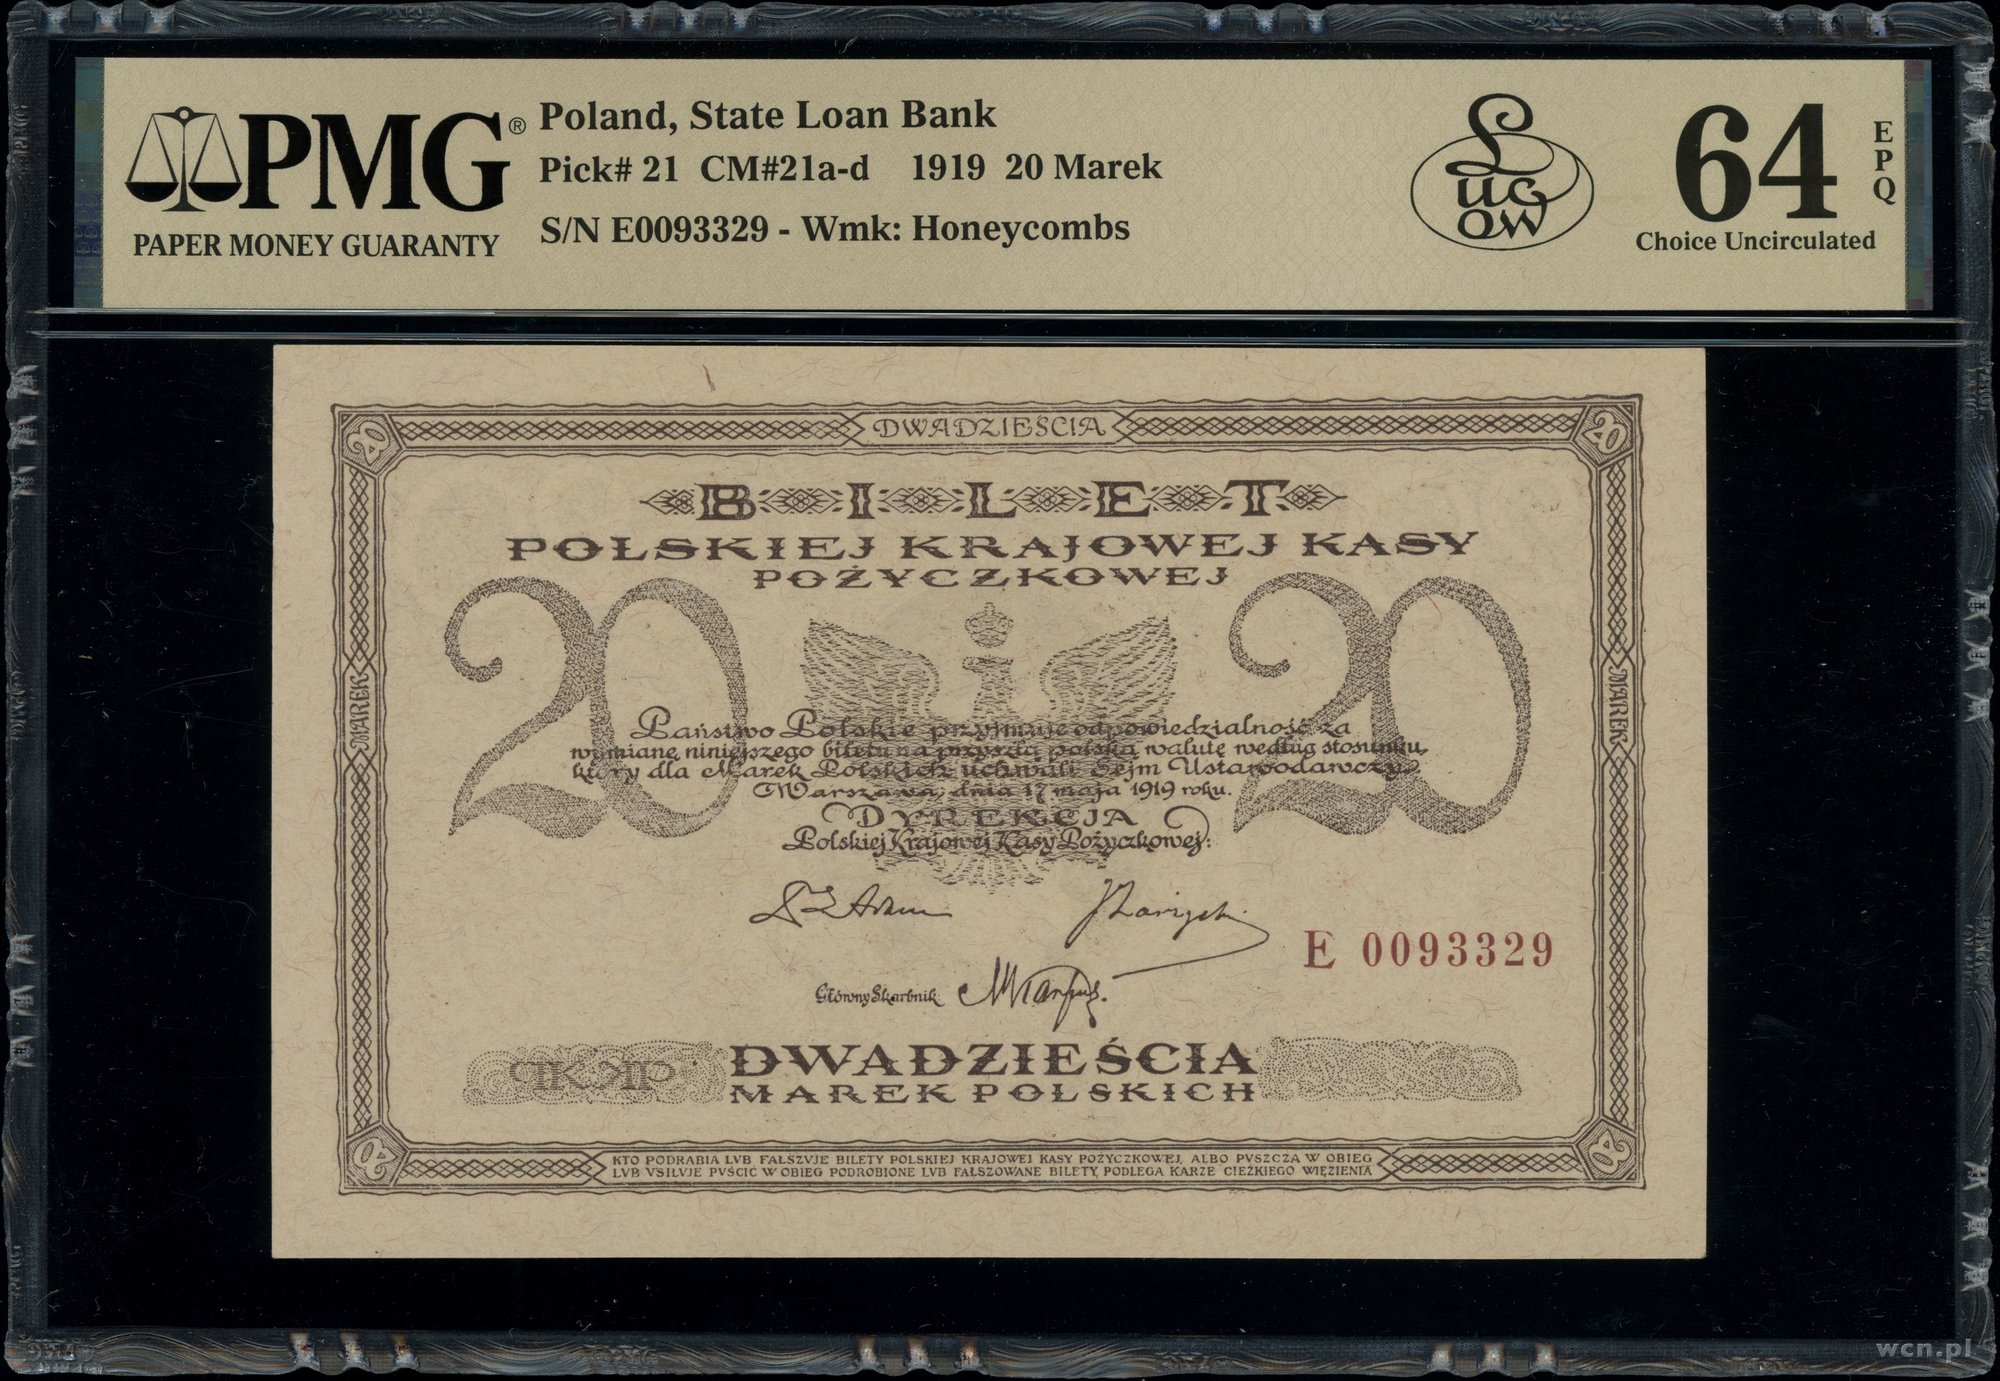 PMG®
PAPER MONEY GUARANTY
Poland, State Loan Bank
Pick# 21 CM#21a-d 1919 20 Marek
S/N E0093329 - Wmk: Honeycombs
LUCOW
64
EPQ
Choice Uncirculated
20
DWADZIEŚCIA
20
BILET
POLSKIEJ KRAJOWEJ KASY
POŻYCZKOWEJ
20
20
MAREK
MAREK
Państwo Polskie przyjmuje odpowiedzialność za
wymianę niniejszego biletu na przyszłą polską walutę według stosunku,
który dla Marek Polskich uchwali Sejm Ustawodawczy
Warszawa, dnia 17 maja 1919 roku.
DYREKCJA
Polskiej Krajowej Kasy Pożyczkowej:
E 0093329
Główny Skarbnik
PKKP
DWADZIEŚCIA
MAREK POLSKICH
20
KTO PODRABIA LVB FAŁSZVJE BILETY POLSKIEJ KRAJOWEJ KASY POŻYCZKOWEJ, ALBO PVSZCZA W OBIEG
LVB VSIŁVJE PVŚCIĆ W OBIEG PODROBIONE LVB FAŁSZOWANE BILETY, PODLEGA KARZE CIĘŻKIEGO WIĘZIENIA
20
wcn.pl